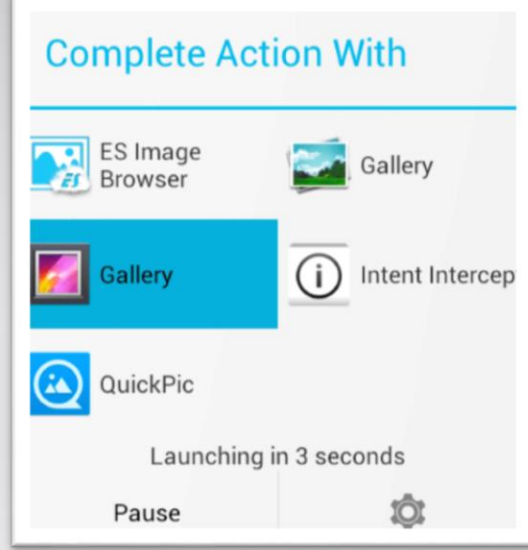 Complete Action With
ES Image
Browser
Gallery
Gallery
Intent Intercep
QuickPic
Launching in 3 seconds
Pause